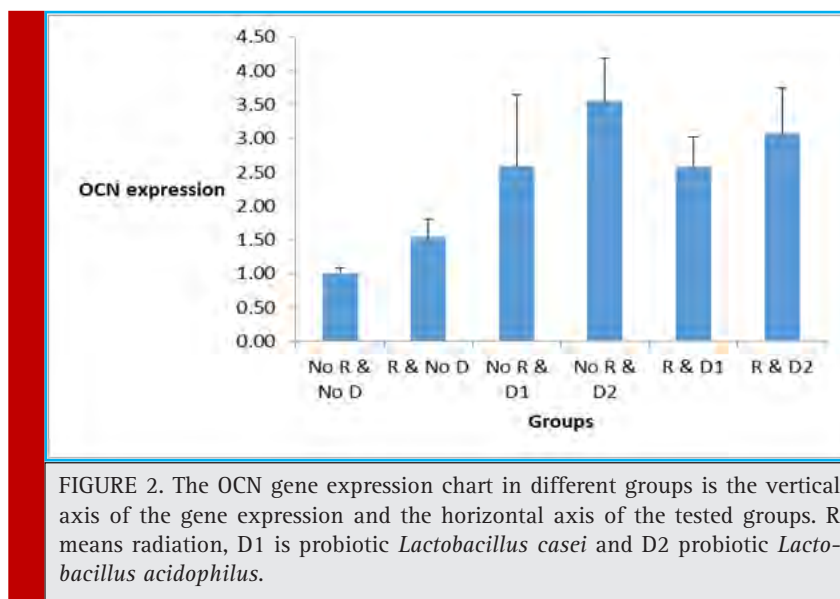 4.50
4.00
3.50
3.00
2.50
2.00
1.50
1.00
0.50
0.00
OCN expression
No R & No D
R & No D
No R & D1
No R & D2
R & D1
R & D2
Groups
FIGURE 2. The OCN gene expression chart in different groups is the vertical
axis of the gene expression and the horizontal axis of the tested groups. R
means radiation, D1 is probiotic Lactobacillus casei and D2 probiotic Lacto-
bacillus acidophilus.